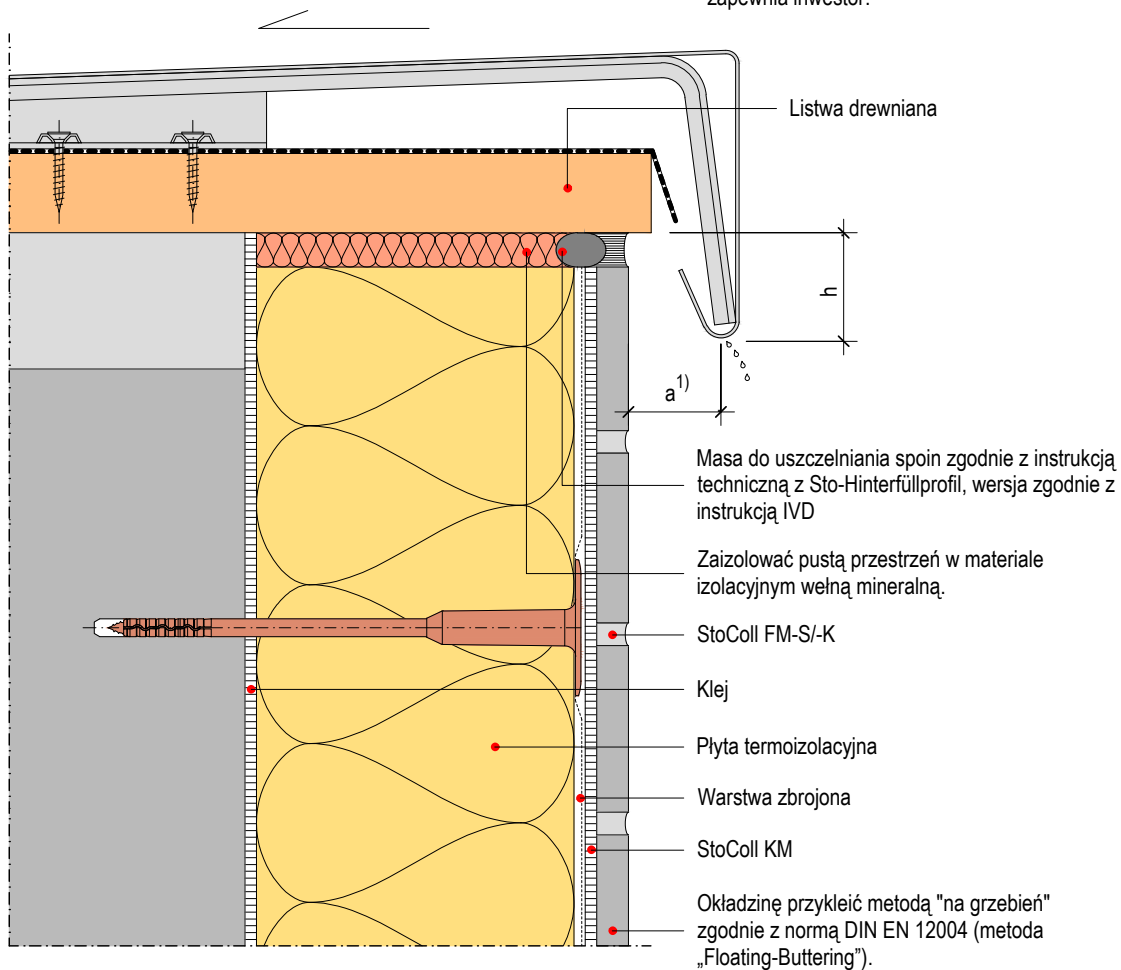 zapewnia inwestor.
Listwa drewniana
h
a1)
Masa do uszczelniania spoin zgodnie z instrukcją
techniczną z Sto-Hinterfüllprofil, wersja zgodnie z
instrukcją IVD
Zaizolować pustą przestrzeń w materiale
izolacyjnym wełną mineralną.
StoColl FM-S/-K
Klej
Płyta termoizolacyjna
Warstwa zbrojona
StoColl KM
Okładzinę przykleić metodą "na grzebień"
zgodnie z normą DIN EN 12004 (metoda
„Floating-Buttering”).